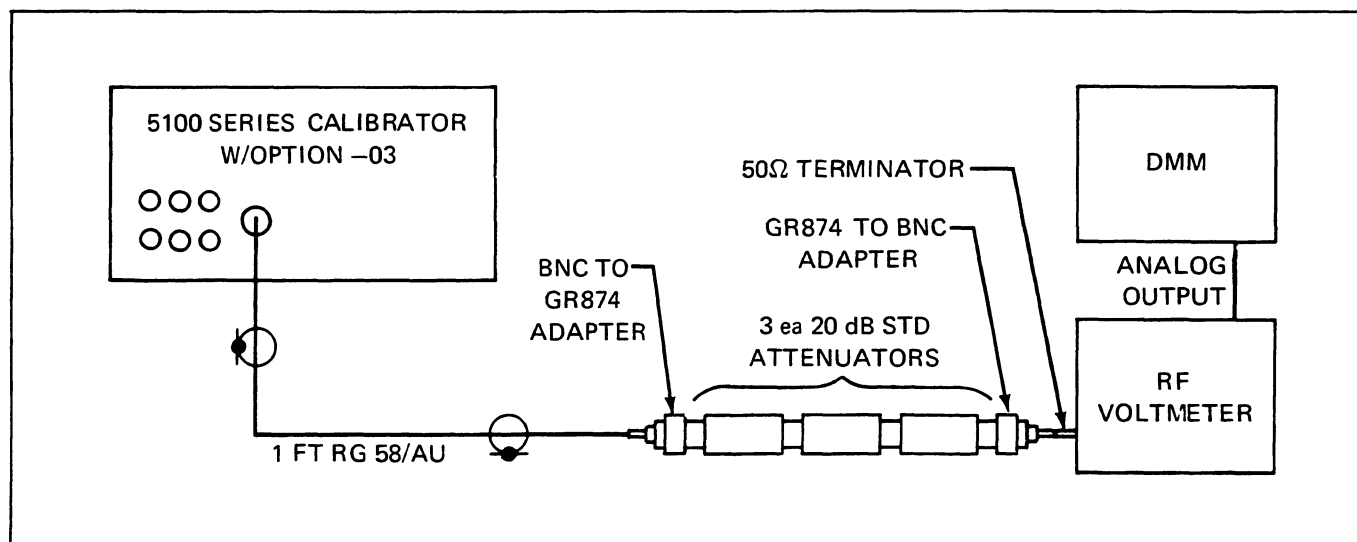 5100 SERIES CALIBRATOR
W/OPTION –03
50Ω TERMINATOR
GR874 TO BNC
ADAPTER
DMM
BNC TO
GR874
ADAPTER
3 ea 20 dB STD
ATTENUATORS
ANALOG
OUTPUT
RF
VOLTMETER
1 FT RG 58/AU